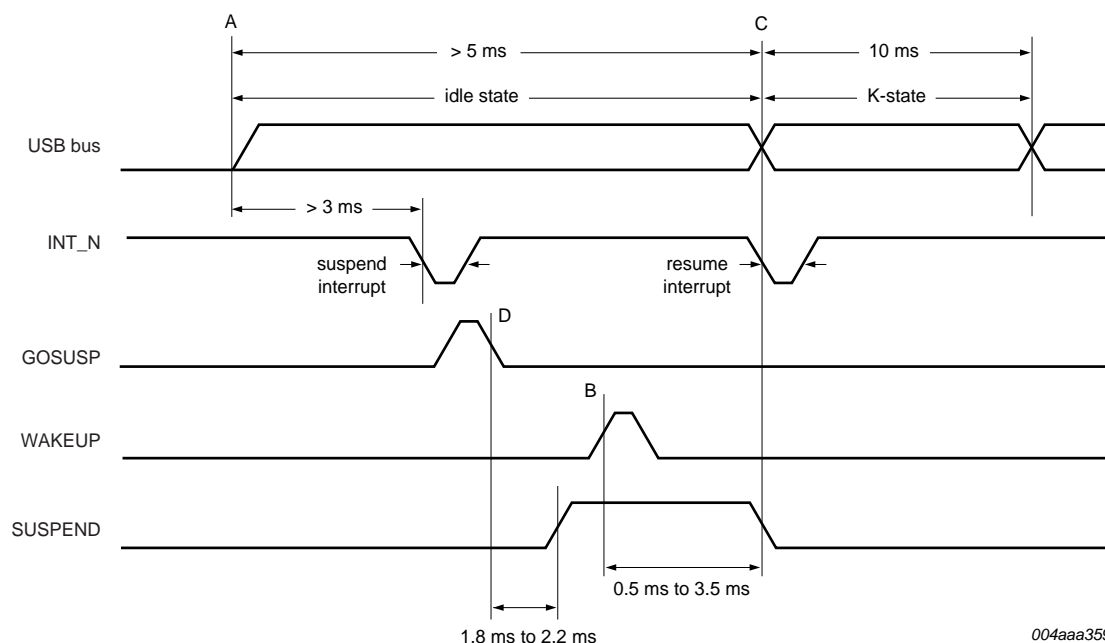 A
C
> 5 ms
10 ms
idle state
K-state
USB bus
> 3 ms
INT_N
suspend
interrupt
resume
interrupt
D
GOSUSP
B
WAKEUP
SUSPEND
0.5 ms to 3.5 ms
1.8 ms to 2.2 ms
004aaa359